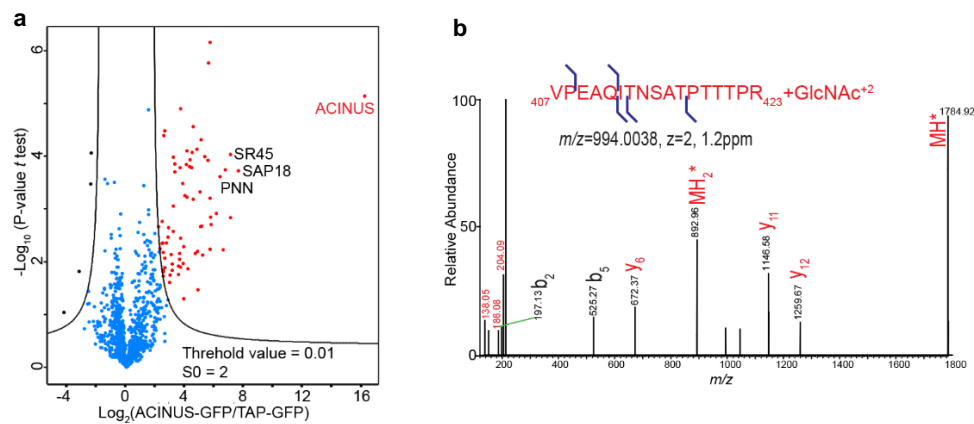 a
6
4
2
0
-4
0
4
8
12
16
-Log10 (P-value t test)
Log2(ACINUS-GFP/TAP-GFP)
ACINUS
SR45
SAP18
PNN
Threhold value = 0.01
S0 = 2
b
407VPEAQITNSATPTTTPR423+GlcNAc+2
m/z=994.0038, z=2, 1.2ppm
Relative Abundance
100
50
0
138.05
186.08
204.09
197.13 b2
525.27 b5
672.37 y6
892.96 MH2*
1146.58 y11
1259.67 y12
1784.92
MH*
200
400
600
800
1000
1200
1400
1600
1800
m/z